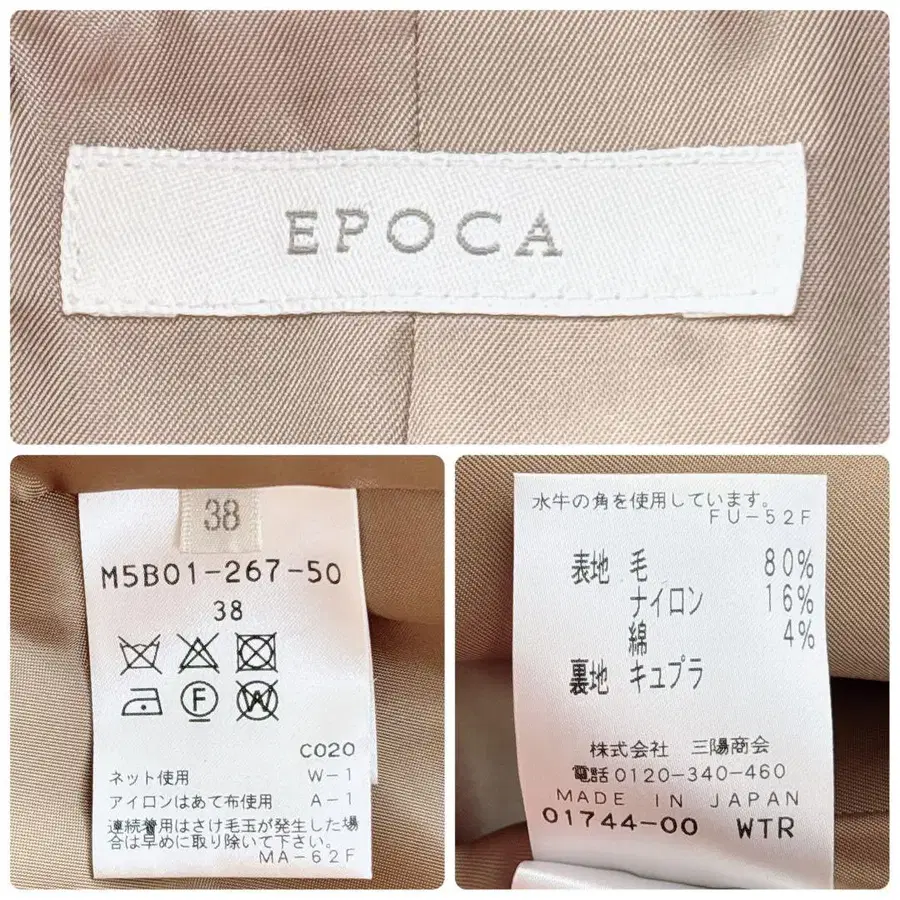 EPOCA
38
M5B01-267-50
38
F W
C020
ネット使用 W-1
アイロンはあて布使用 A-1
連続着用はさけ毛玉が発生した場
合は早めに取り除いて下さい。
MA-62F
水牛の角を使用しています。
FU-52F
表地 毛 80%
ナイロン 16%
綿 4%
裏地 キュプラ
株式会社 三陽商会
電話0120-340-460
MADE IN JAPAN
01744-00 WTR